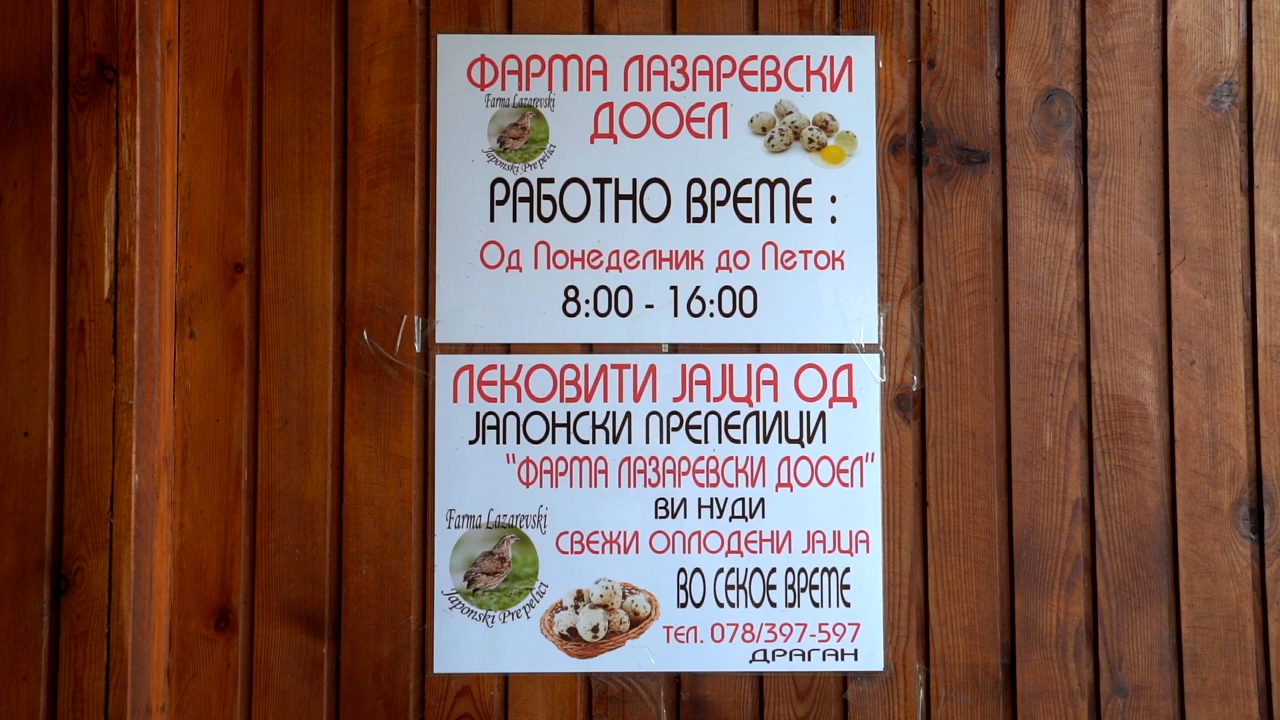 ФАРМА ЛАЗАРЕВСКИ
ДООЕЛ
Farma Lazarevski
Japonski Prepelici
РАБОТНО ВРЕМЕ :
Од Понеделник до Петок
8:00 - 16:00
ЛЕКОВИТИ ЈАЈЦА ОД
ЈАПОНСКИ ПРЕПЕЛИЦИ
"ФАРМА ЛАЗАРЕВСКИ ДООЕЛ"
ВИ НУДИ
СВЕЖИ ОПЛОДЕНИ ЈАЈЦА
ВО СЕКОЕ ВРЕМЕ
ТЕЛ. 078/397-597
ДРАГАН
Farma Lazarevski
Japonski Prepelici